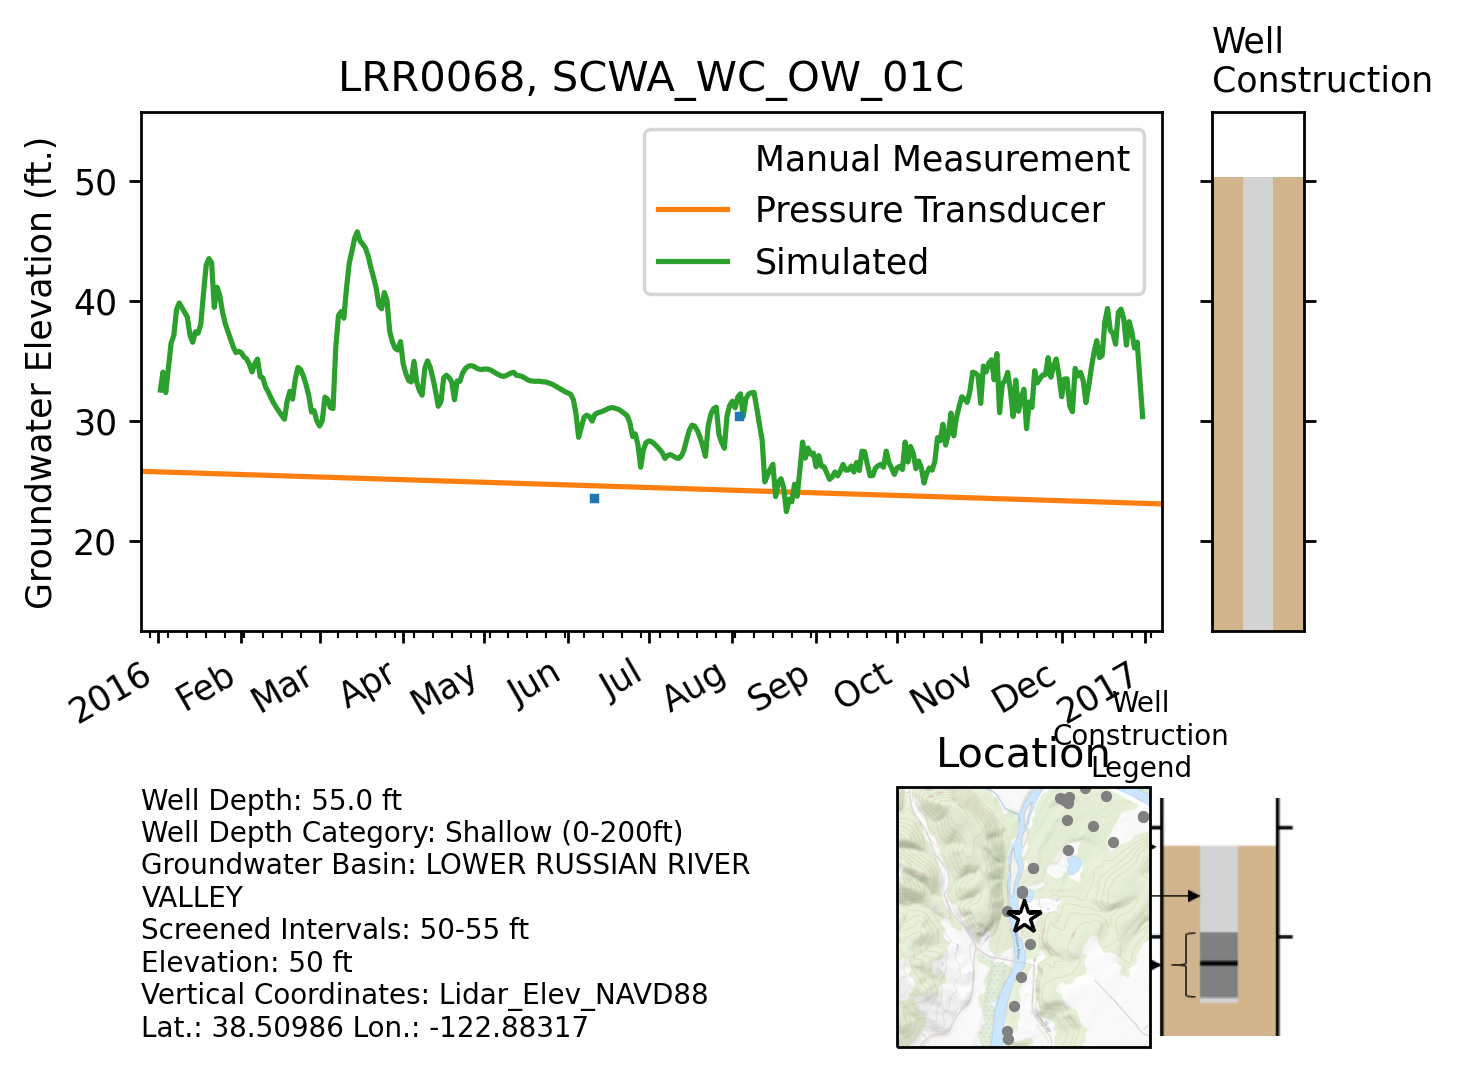 Well
Construction
LRR0068, SCWA_WC_OW_01C
Groundwater Elevation (ft.)
50
40
30
20
Manual Measurement
Pressure Transducer
Simulated
2016
Feb
Mar
Apr
May
Jun
Jul
Aug
Sep
Oct
Nov
Dec
2017
Well
Construction
Legend
Location
Well Depth: 55.0 ft
Well Depth Category: Shallow (0-200ft)
Groundwater Basin: LOWER RUSSIAN RIVER
VALLEY
Screened Intervals: 50-55 ft
Elevation: 50 ft
Vertical Coordinates: Lidar_Elev_NAVD88
Lat.: 38.50986 Lon.: -122.88317